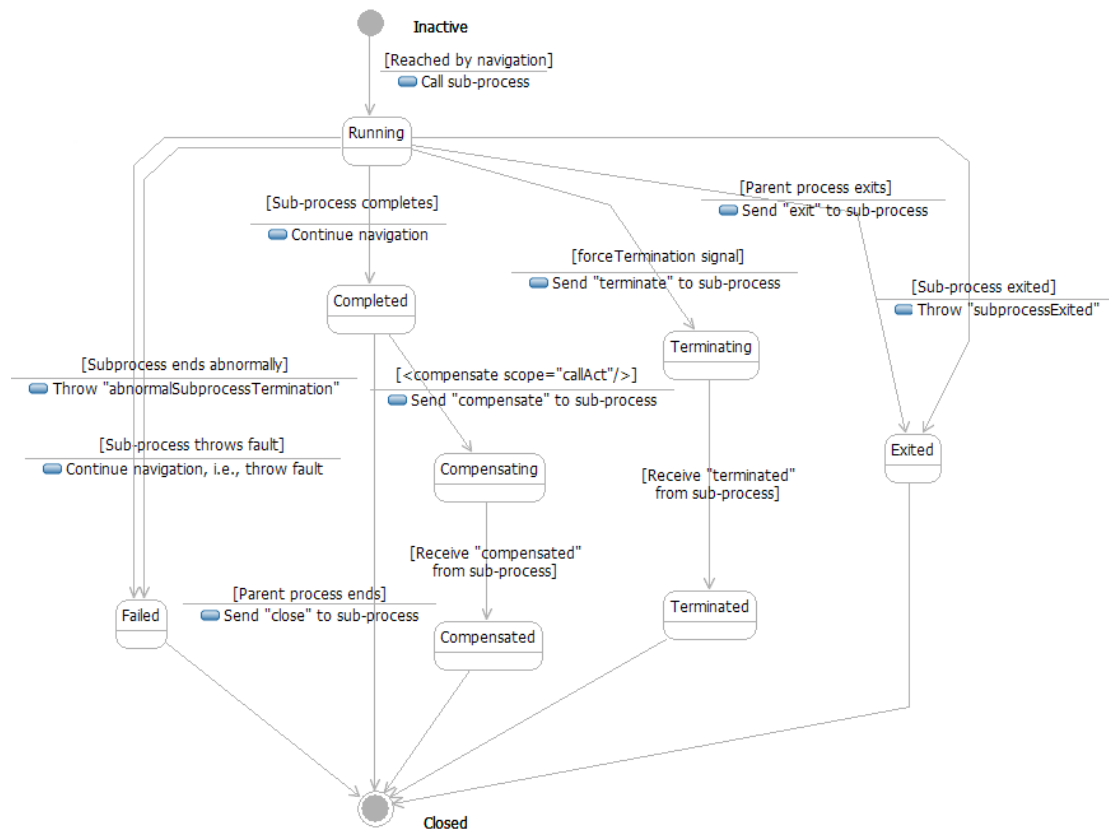 Inactive
[Reached by navigation]
Call sub-process
Running
[Parent process exits]
Send "exit" to sub-process
[Sub-process completes]
Continue navigation
[forceTermination signal]
Send "terminate" to sub-process
[Sub-process exited]
Throw "subprocessExited"
Completed
Terminating
[Subprocess ends abnormally]
Throw "abnormalSubprocessTermination"
[<compensate scope="callAct"/>]
Send "compensate" to sub-process
[Sub-process throws fault]
Continue navigation, i.e., throw fault
Compensating
Exited
[Receive "terminated"
from sub-process]
[Receive "compensated"
from sub-process]
[Parent process ends]
Send "close" to sub-process
Failed
Terminated
Compensated
Closed